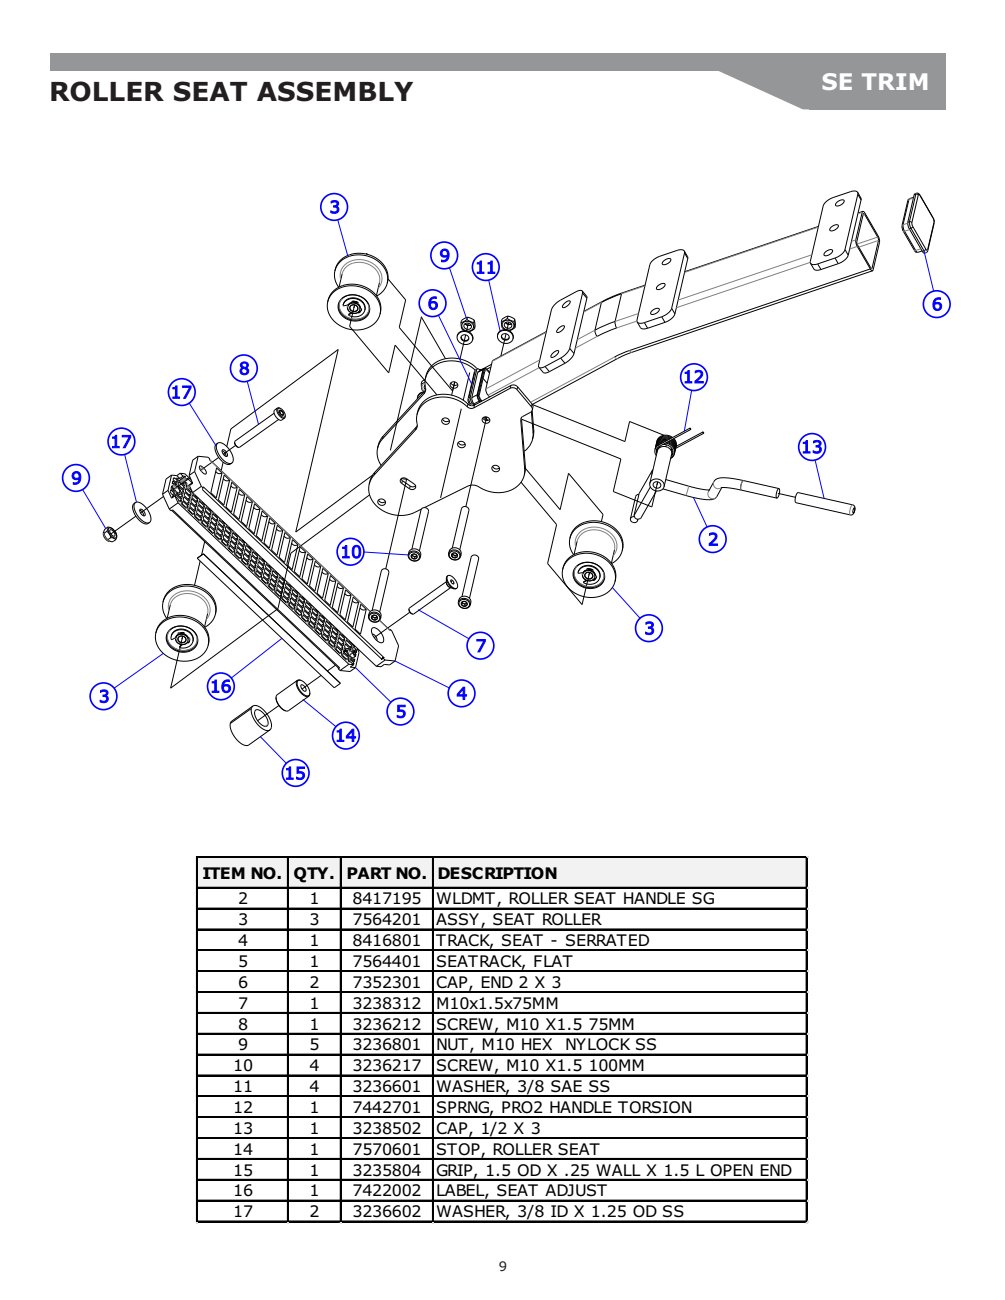 SE TRIM
ROLLER SEAT ASSEMBLY
3
9
11
6
6
8
12
17
17
13
9
10
2
3
7
16
4
3
5
14
15
ITEM NO. QTY. PART NO. DESCRIPTION
2 1 8417195 WLDMT, ROLLER SEAT HANDLE SG
3 3 7564201 ASSY, SEAT ROLLER
4 1 8416801 TRACK, SEAT - SERRATED
5 1 7564401 SEATRACK, FLAT
6 2 7352301 CAP, END 2 X 3
7 1 3238312 M10x1.5x75MM
8 1 3236212 SCREW, M10 X1.5 75MM
9 5 3236801 NUT, M10 HEX NYLOCK SS
10 4 3236217 SCREW, M10 X1.5 100MM
11 4 3236601 WASHER, 3/8 SAE SS
12 1 7442701 SPRNG, PRO2 HANDLE TORSION
13 1 3238502 CAP, 1/2 X 3
14 1 7570601 STOP, ROLLER SEAT
15 1 3235804 GRIP, 1.5 OD X .25 WALL X 1.5 L OPEN END
16 1 7422002 LABEL, SEAT ADJUST
17 2 3236602 WASHER, 3/8 ID X 1.25 OD SS
9